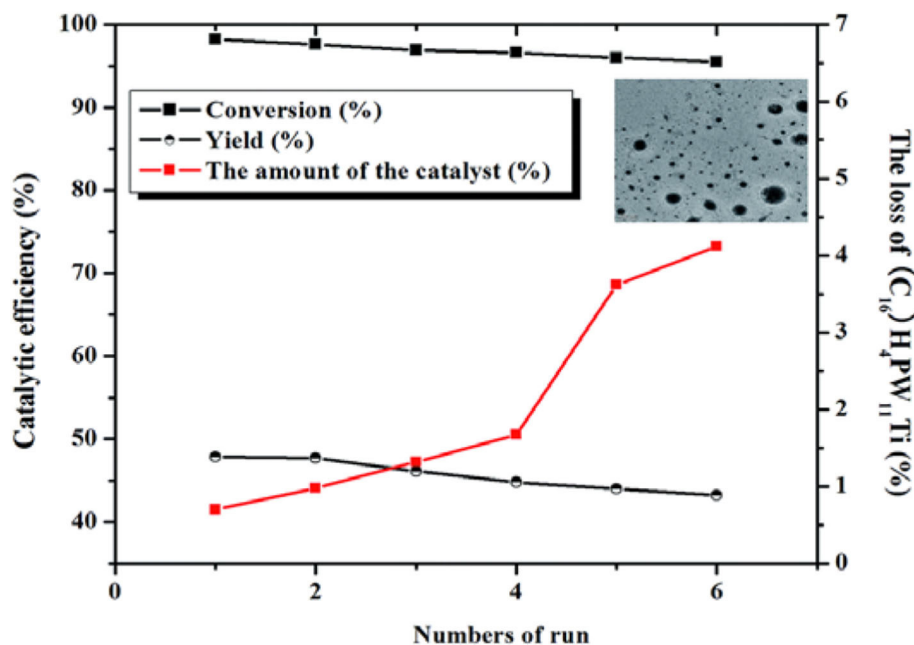 100
90
80
70
60
50
40
Catalytic efficiency (%)
Conversion (%)
Yield (%)
The amount of the catalyst (%)
7
6
5
4
3
2
1
0
The loss of (C₁₆)H₄PW₁₁Ti (%)
0 2 4 6
Numbers of run